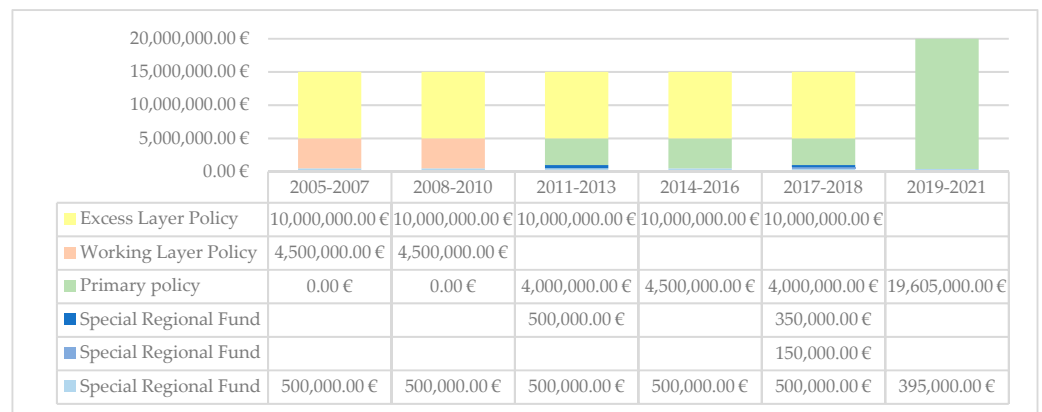 20,000,000.00 €
15,000,000.00 €
10,000,000.00 €
5,000,000.00 €
0.00 €
2005-2007 2008-2010 2011-2013 2014-2016 2017-2018 2019-2021
Excess Layer Policy 10,000,000.00 € 10,000,000.00 € 10,000,000.00 € 10,000,000.00 € 10,000,000.00 €
Working Layer Policy 4,500,000.00 € 4,500,000.00 €
Primary policy 0.00 € 0.00 € 4,000,000.00 € 4,500,000.00 € 4,000,000.00 € 19,605,000.00 €
Special Regional Fund 500,000.00 € 350,000.00 €
Special Regional Fund 150,000.00 €
Special Regional Fund 500,000.00 € 500,000.00 € 500,000.00 € 500,000.00 € 500,000.00 € 395,000.00 €